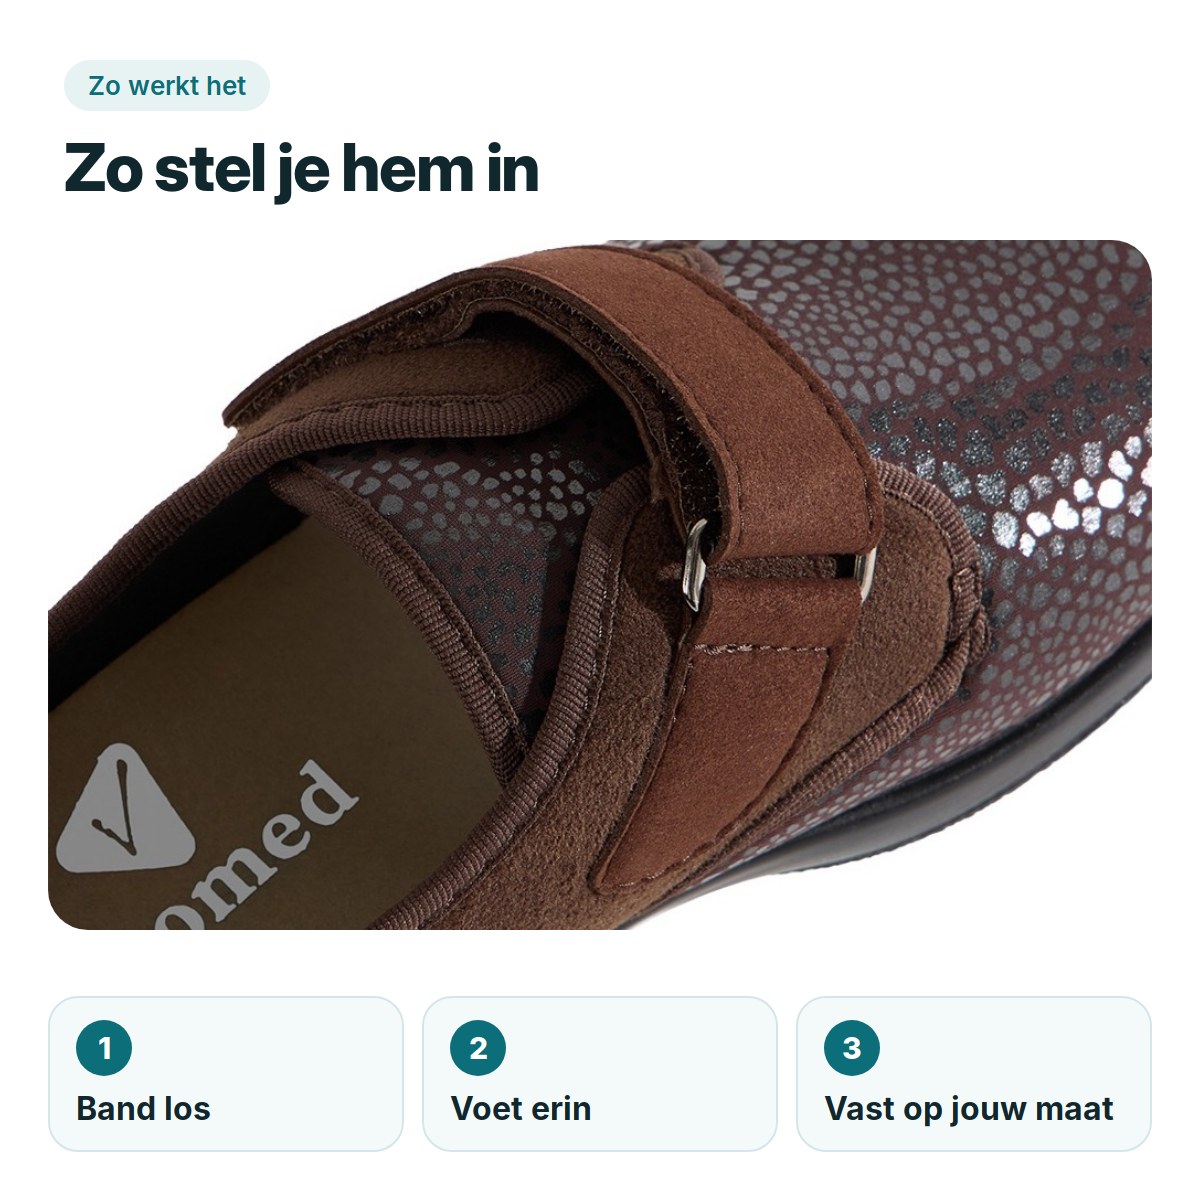 Zo werkt het
Zo stel je hem in
omed
1
Band los
2
Voet erin
3
Vast op jouw maat